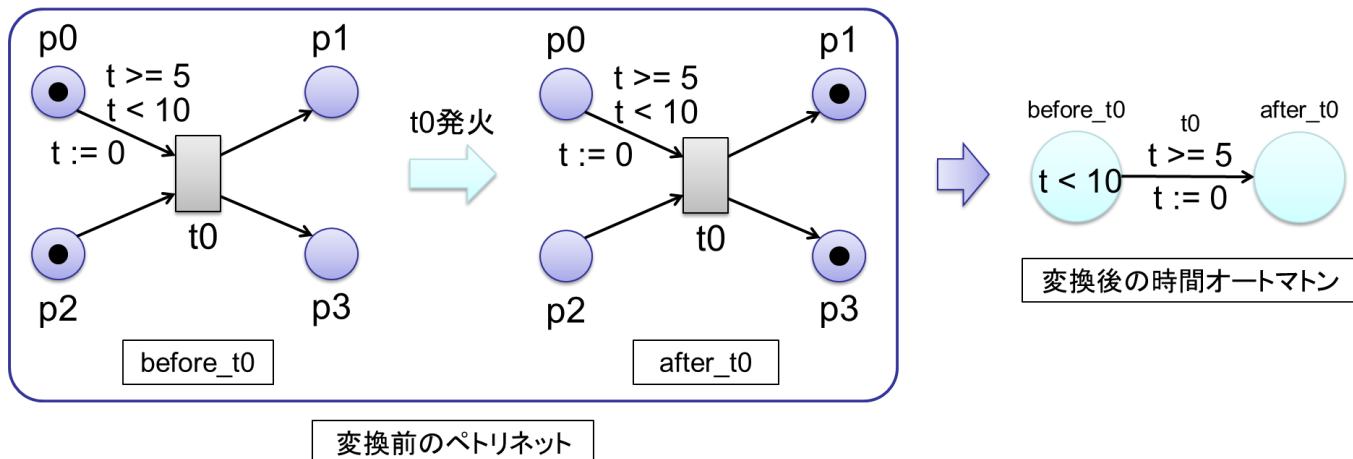 p0
p1
t >= 5
t < 10
t := 0
t0
p2
p3
before_t0
t0発火
p0
p1
t >= 5
t < 10
t := 0
t0
p2
p3
after_t0
変換前のペトリネット
before_t0
t0
after_t0
t < 10
t >= 5
t := 0
変換後の時間オートマトン